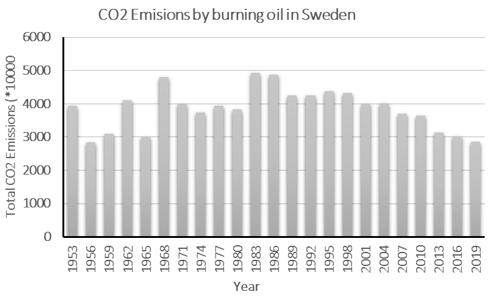 CO2 Emisions by burning oil in Sweden
Total CO2 Emissions (*10000
6000
5000
4000
3000
2000
1000
0
1953 1956 1959 1962 1965 1968 1971 1974 1977 1980 1983 1986 1989 1992 1995 1998 2001 2004 2007 2010 2013 2016 2019
Year